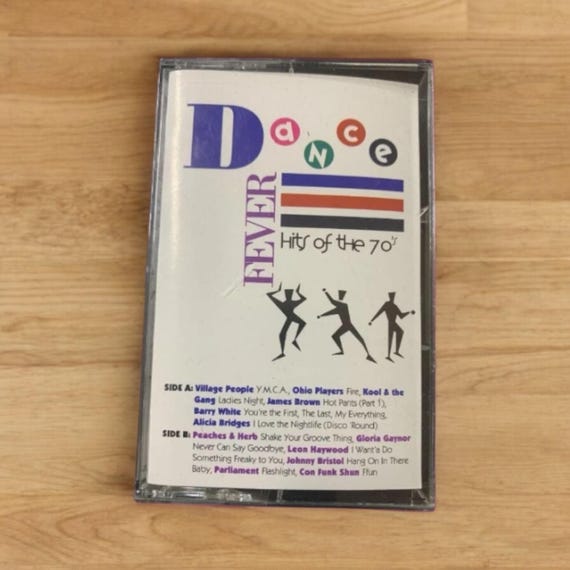 Dance
FEVER
Hits of the 70's
SIDE A: Village People Y.M.C.A., Ohio Players Fire, Kool & the
Gang Ladies Night, James Brown Hot Pants (Part 1),
Barry White You're the First, The Last, My Everything,
Alicia Bridges I Love the Nightlife (Disco 'Round)
SIDE B: Peaches & Herb Shake Your Groove Thing, Gloria Gaynor
Never Can Say Goodbye, Leon Haywood I Want'a Do
Something Freaky to You, Johnny Bristol Hang On In There
Baby, Parliament Flashlight, Con Funk Shun Ffun